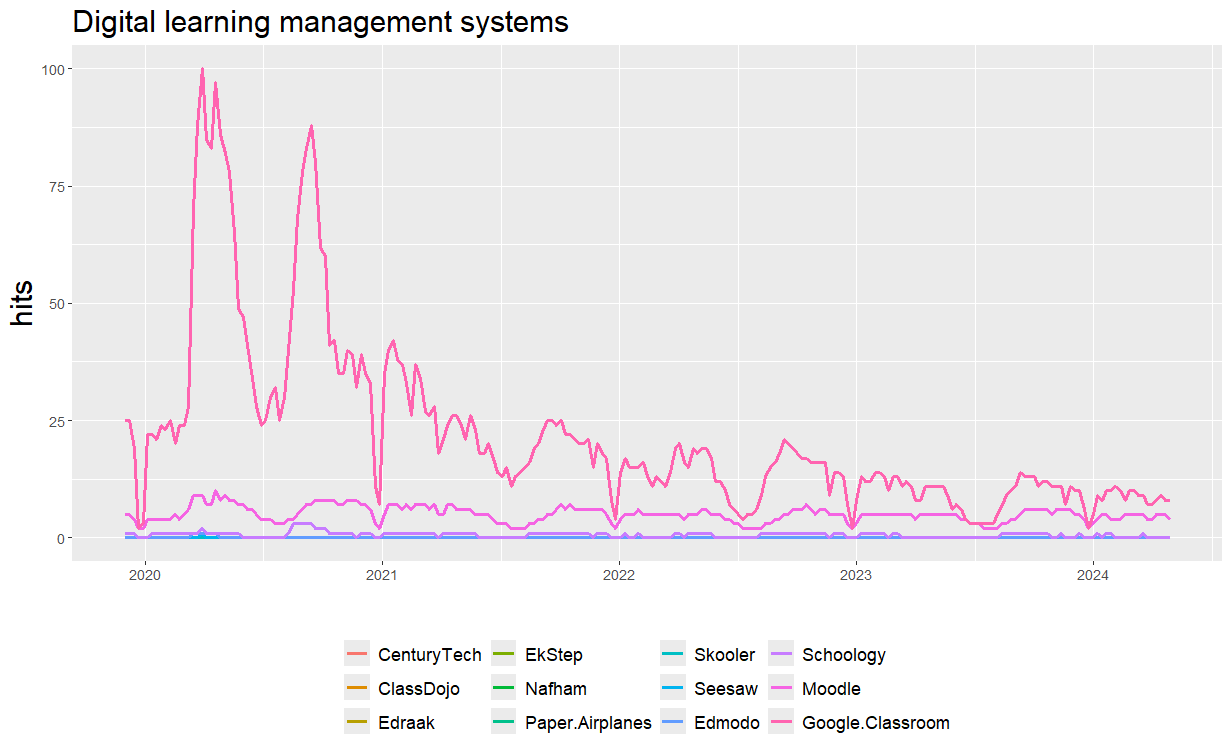 Digital learning management systems
hits
100
75
50
25
0
2020 2021 2022 2023 2024
CenturyTech EkStep Skooler Schoology
ClassDojo Nafham Seesaw Moodle
Edraak Paper.Airplanes Edmodo Google.Classroom